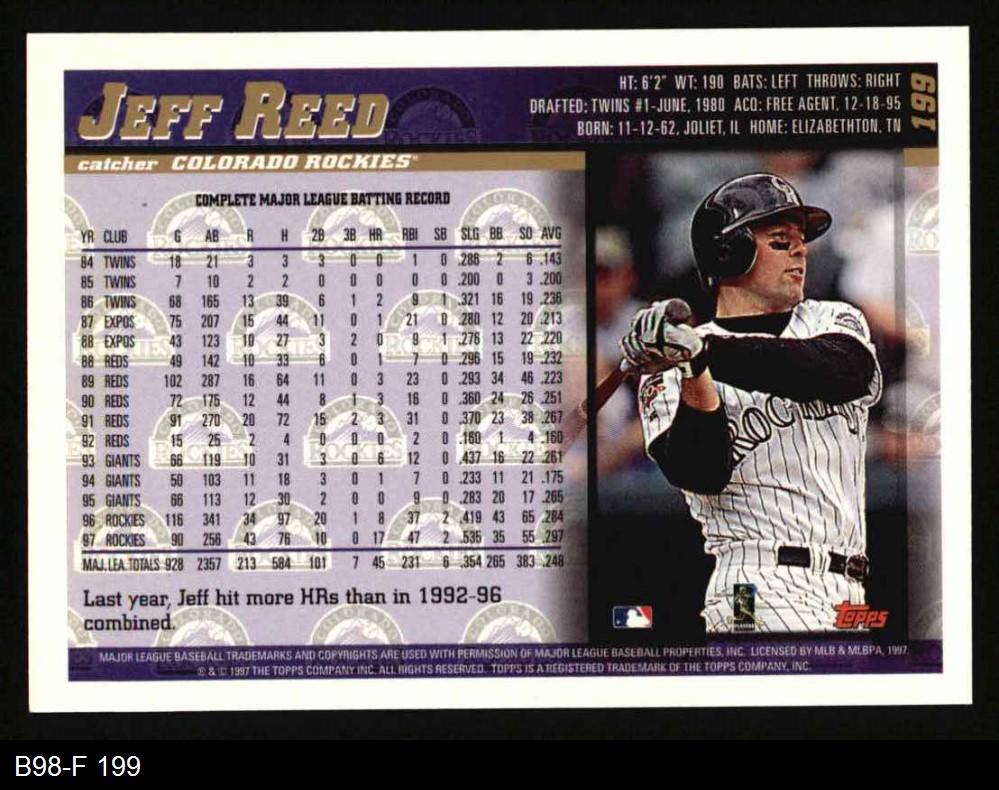 JEFF REED
HT: 6'2" WT: 190 BATS: LEFT THROWS: RIGHT
DRAFTED: TWINS #1-JUNE, 1980 ACQ: FREE AGENT, 12-18-95
BORN: 11-12-62, JOLIET, IL HOME: ELIZABETHTON, TN
199
catcher COLORADO ROCKIES
COMPLETE MAJOR LEAGUE BATTING RECORD
YR CLUB G AB R H 2B 3B HR RBI SB SLG BB SO AVG
84 TWINS 18 21 3 3 3 0 0 1 0 .286 2 6 .143
85 TWINS 7 10 2 2 0 0 0 0 0 .200 0 3 .200
86 TWINS 68 165 13 39 6 1 2 9 1 .321 16 19 .236
87 EXPOS 75 207 15 44 11 0 1 21 0 .280 12 20 .213
88 EXPOS 43 123 10 27 3 2 0 9 1 .276 13 22 .220
88 REDS 49 142 10 33 6 0 1 7 0 .296 15 19 .232
89 REDS 102 287 16 64 11 0 3 23 0 .293 34 46 .223
90 REDS 72 175 12 44 8 1 3 16 0 .360 24 26 .251
91 REDS 91 270 20 72 15 2 3 31 0 .370 23 38 .267
92 REDS 15 25 2 4 0 0 0 2 0 .160 1 4 .160
93 GIANTS 66 119 10 31 3 0 6 12 0 .437 16 22 .261
94 GIANTS 50 103 11 18 3 0 1 7 0 .233 11 21 .175
95 GIANTS 66 113 12 30 2 0 0 9 0 .283 20 17 .265
96 ROCKIES 116 341 34 97 20 1 8 37 2 .419 43 65 .284
97 ROCKIES 90 256 43 76 10 0 17 47 2 .535 35 55 .297
MAJ.LEA.TOTALS 928 2357 213 584 101 7 45 231 6 .354 265 383 .248
Last year, Jeff hit more HRs than in 1992-96
combined.
TOPPS
MAJOR LEAGUE BASEBALL TRADEMARKS AND COPYRIGHTS ARE USED WITH PERMISSION OF MAJOR LEAGUE BASEBALL PROPERTIES, INC. LICENSED BY MLB & MLBPA, 1997.
® & © 1997 THE TOPPS COMPANY, INC. ALL RIGHTS RESERVED. TOPPS IS A REGISTERED TRADEMARK OF THE TOPPS COMPANY, INC.
B98-F 199